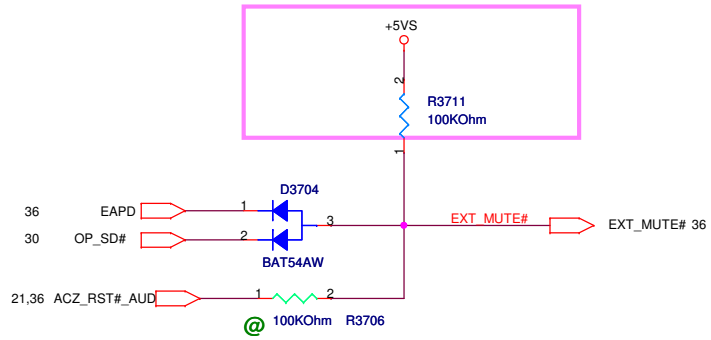 +5VS
2
R3711
100KOhm
1
D3704
36 EAPD 1
3 EXT_MUTE# EXT_MUTE# 36
30 OP_SD# 2
BAT54AW
21,36 ACZ_RST#_AUD 1 2
@ 100KOhm R3706